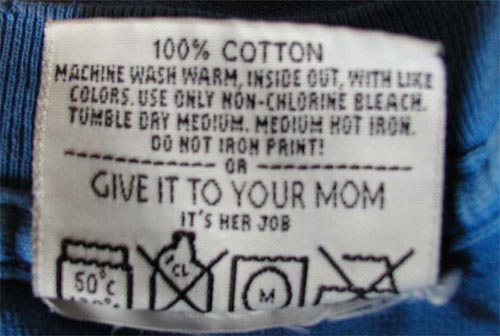 100% COTTON
MACHINE WASH WARM, INSIDE OUT, WITH LIKE
COLORS. USE ONLY NON-CHLORINE BLEACH.
TUMBLE DRY MEDIUM. MEDIUM HOT IRON.
DO NOT IRON PRINT!
OR
GIVE IT TO YOUR MOM
IT'S HER JOB
50°C CL M